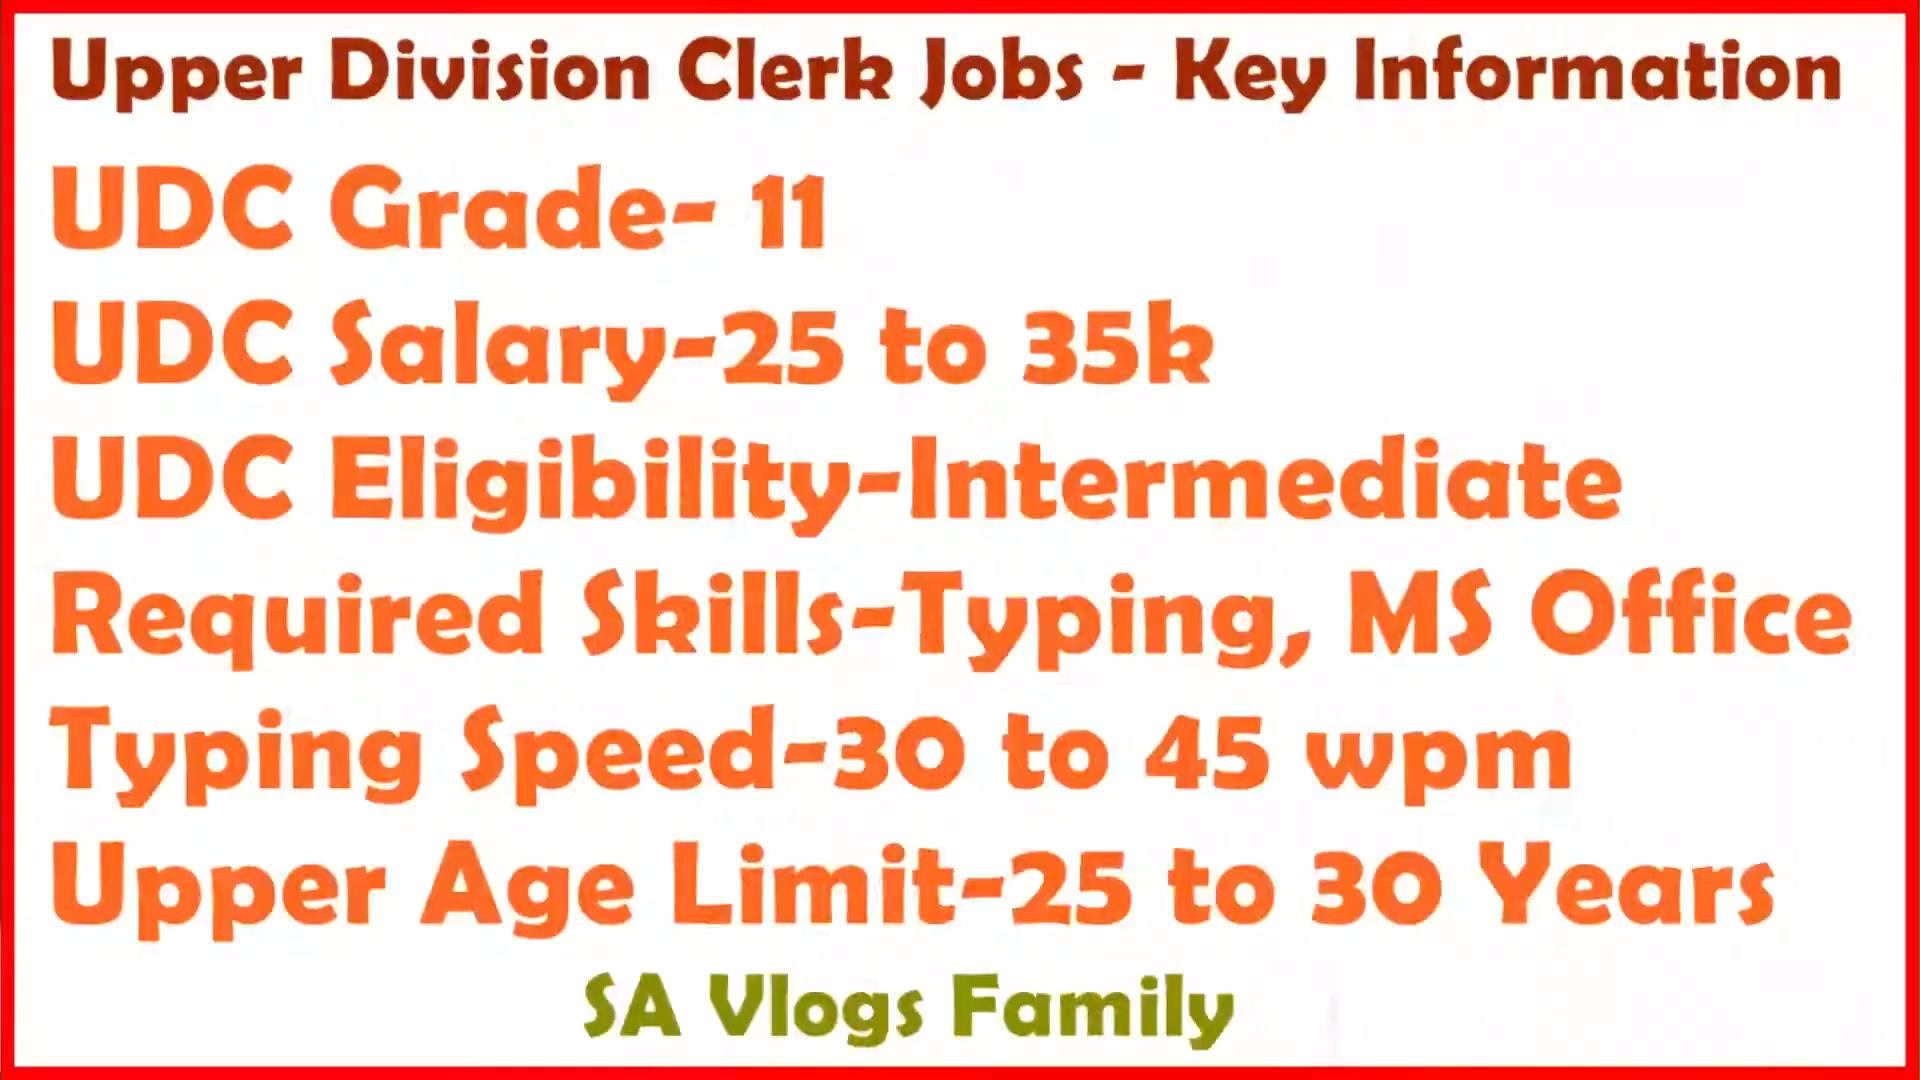 Upper Division Clerk Jobs - Key Information
UDC Grade- 11
UDC Salary-25 to 35k
UDC Eligibility-Intermediate
Required Skills-Typing, MS Office
Typing Speed-30 to 45 wpm
Upper Age Limit-25 to 30 Years
SA Vlogs Family